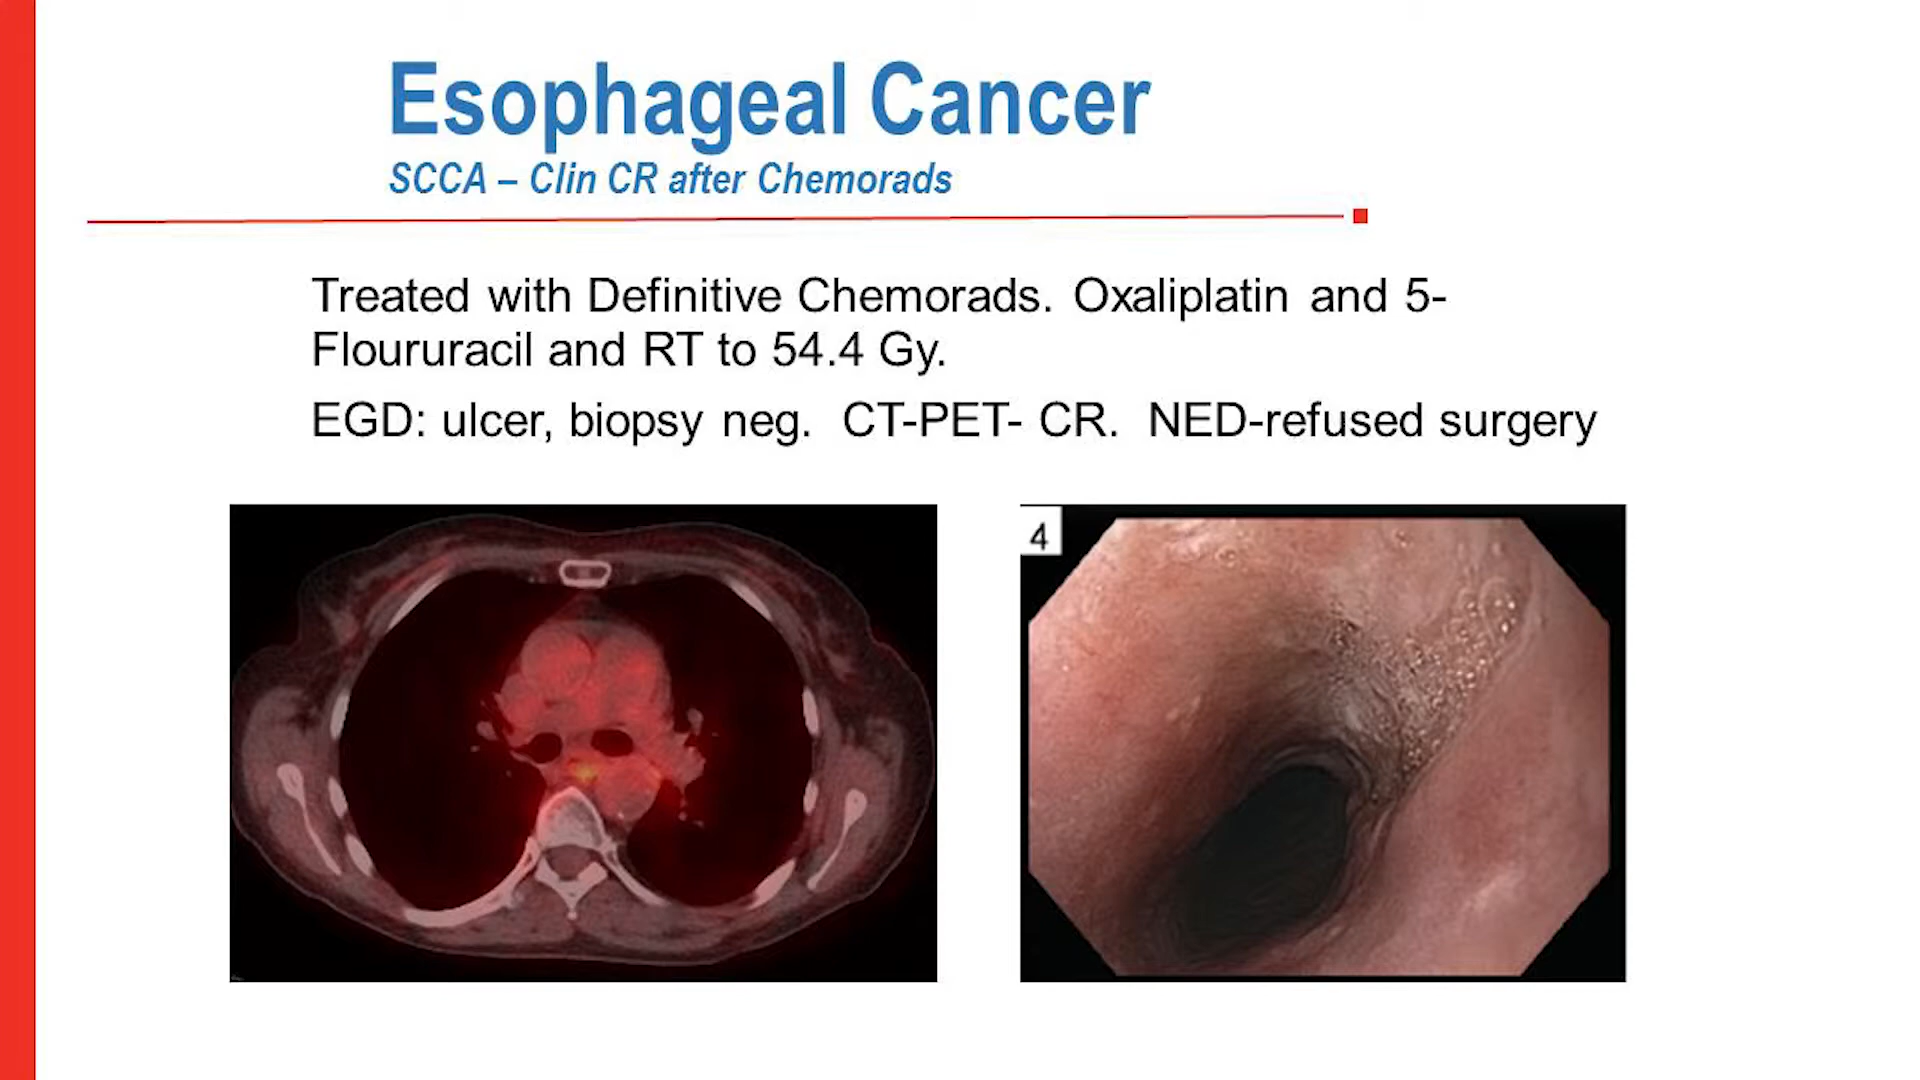 Esophageal Cancer
SCCA – Clin CR after Chemorads
Treated with Definitive Chemorads. Oxaliplatin and 5-
Floururacil and RT to 54.4 Gy.
EGD: ulcer, biopsy neg. CT-PET- CR. NED-refused surgery
4